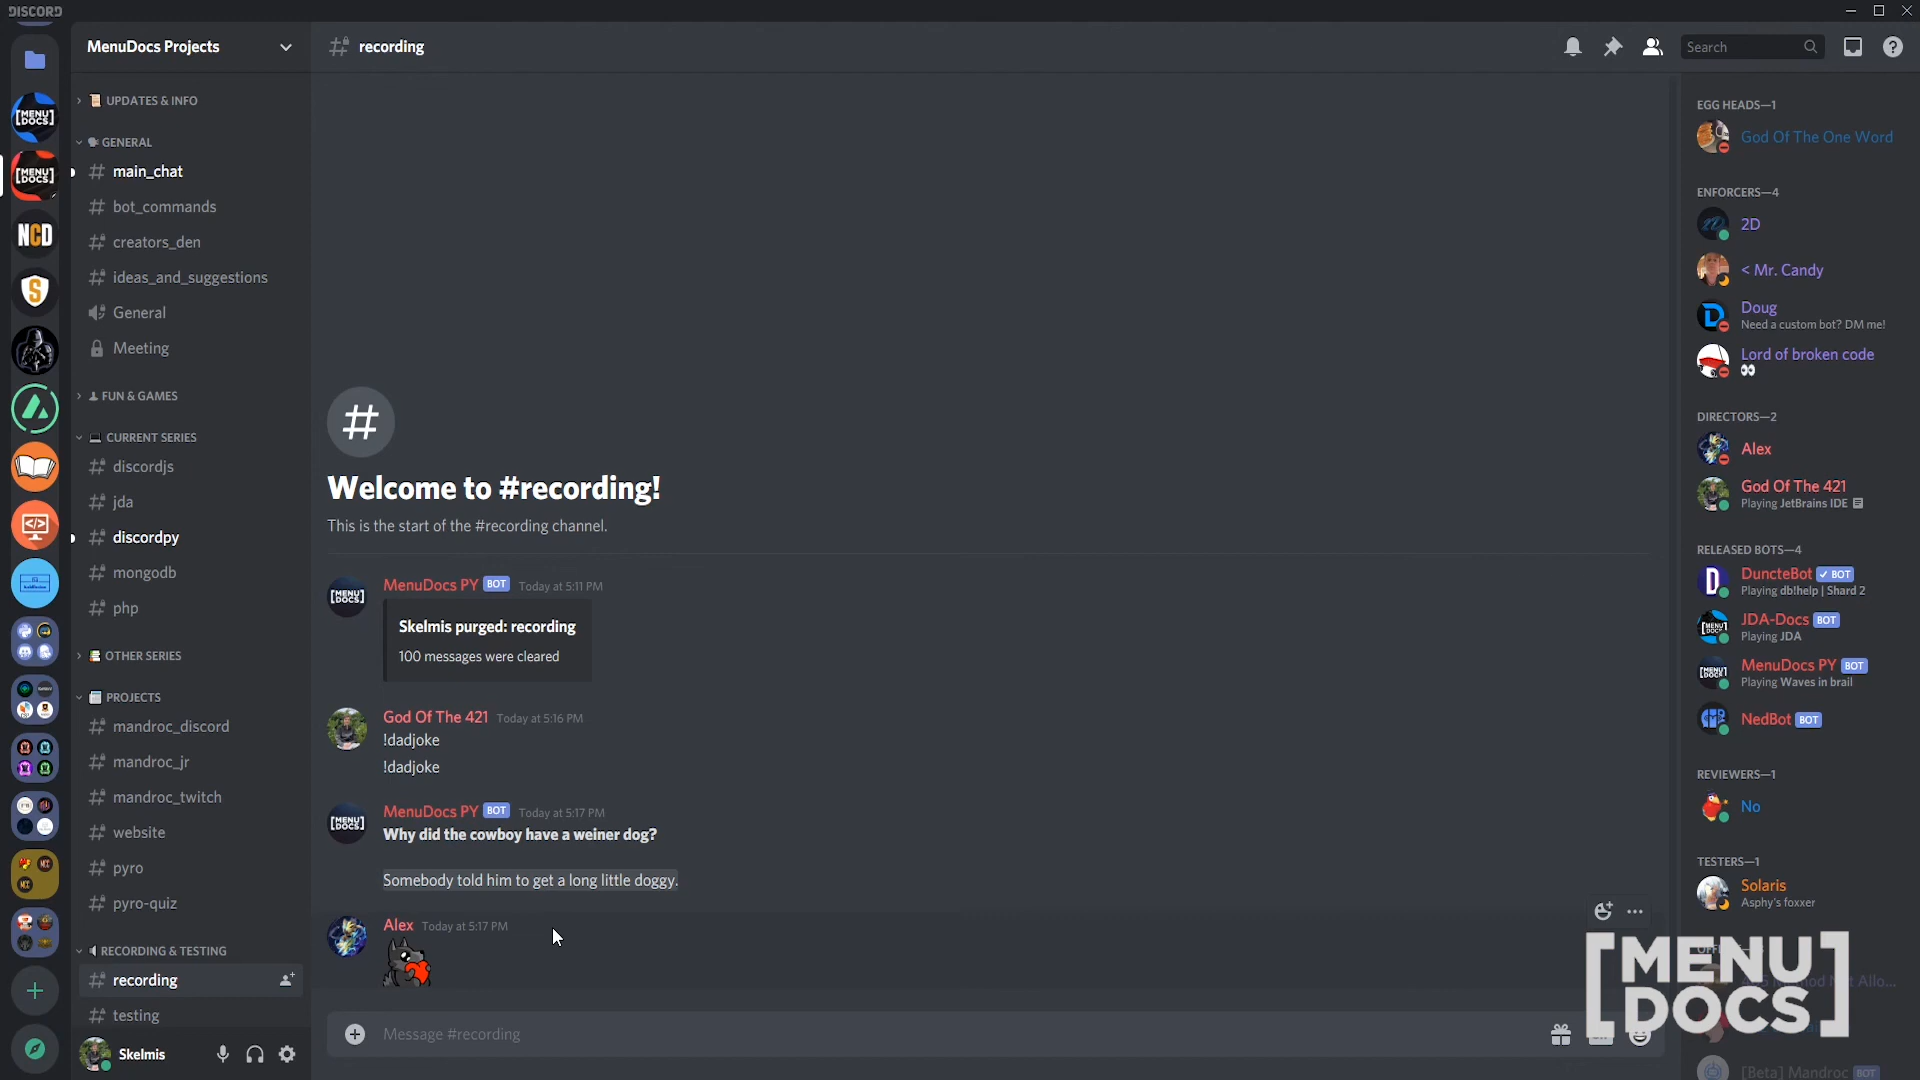 DISCORD
MenuDocs Projects
recording
Search
UPDATES & INFO
GENERAL
main_chat
bot_commands
creators_den
ideas_and_suggestions
General
Meeting
FUN & GAMES
CURRENT SERIES
discordjs
jda
discordpy
mongodb
php
OTHER SERIES
PROJECTS
mandroc_discord
mandroc_jr
mandroc_twitch
website
pyro
pyro-quiz
RECORDING & TESTING
recording
testing
Skelmis
[MENU]
DOCS]
[MENU]
DOCS]
NCD
S
Welcome to #recording!
This is the start of the #recording channel.
MenuDocs PY BOT Today at 5:11 PM
Skelmis purged: recording
100 messages were cleared
God Of The 421 Today at 5:16 PM
!dadjoke
!dadjoke
MenuDocs PY BOT Today at 5:17 PM
Why did the cowboy have a weiner dog?
Somebody told him to get a long little doggy.
Alex Today at 5:17 PM
Message #recording
EGG HEADS—1
God Of The One Word
ENFORCERS—4
2D
< Mr. Candy
Doug
Need a custom bot? DM me!
Lord of broken code
👀
DIRECTORS—2
Alex
God Of The 421
Playing JetBrains IDE
RELEASED BOTS—4
DuncteBot ✓ BOT
Playing db!help | Shard 2
JDA-Docs BOT
Playing JDA
MenuDocs PY BOT
Playing Waves in brail
NedBot BOT
REVIEWERS—1
No
TESTERS—1
Solaris
Asphy's foxxer
[Beta] Mandroc BOT
[MENU]
DOCS]